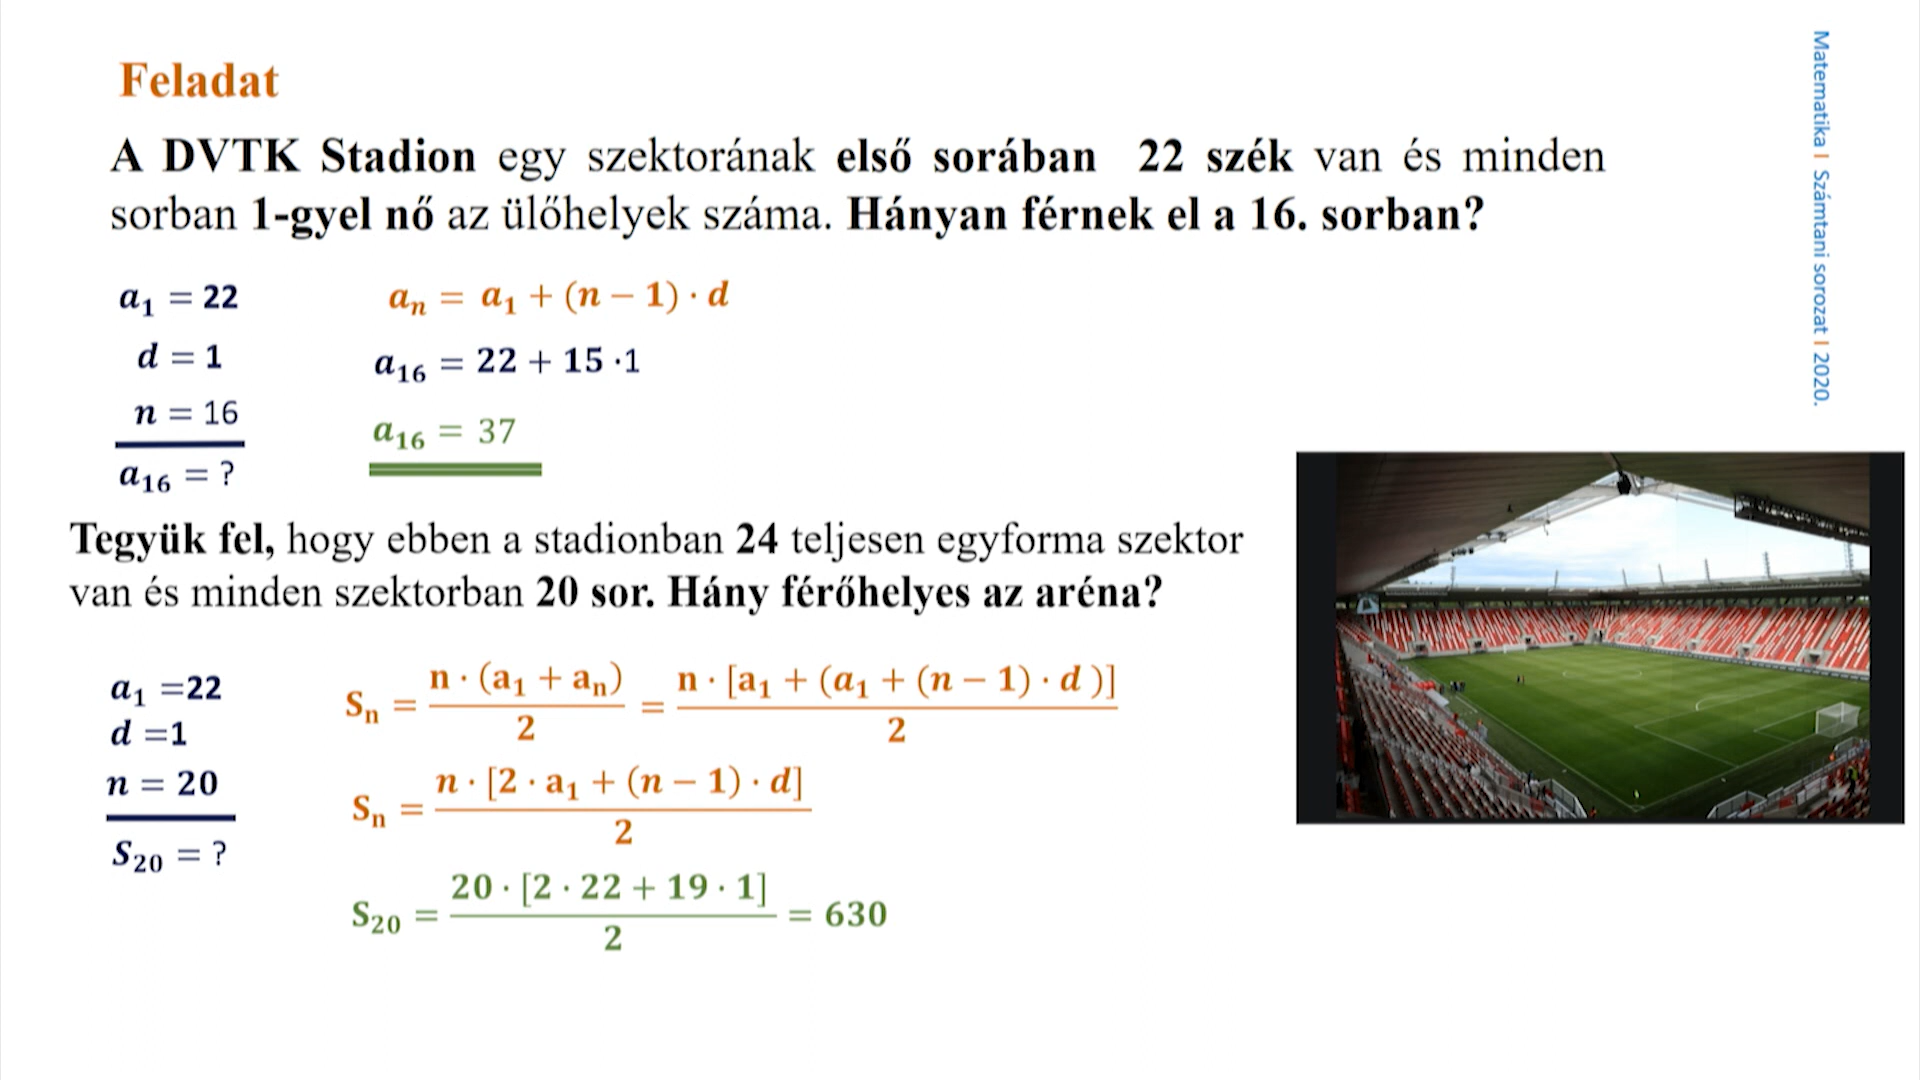 Feladat
A DVTK Stadion egy szektorának első sorában 22 szék van és minden
sorban 1-gyel nő az ülőhelyek száma. Hányan férnek el a 16. sorban?
a₁ = 22
d = 1
n = 16
a₁₆ = ?
aₙ = a₁ + (n − 1) · d
a₁₆ = 22 + 15 ·1
a₁₆ = 37
Tegyük fel, hogy ebben a stadionban 24 teljesen egyforma szektor
van és minden szektorban 20 sor. Hány férőhelyes az aréna?
a₁ =22
d =1
n = 20
S₂₀ = ?
Sₙ = n · (a₁ + aₙ) / 2 = n · [a₁ + (a₁ + (n − 1) · d )] / 2
Sₙ = n · [2 · a₁ + (n − 1) · d] / 2
S₂₀ = 20 · [2 · 22 + 19 · 1] / 2 = 630
Matematika I Számtani sorozat I 2020.